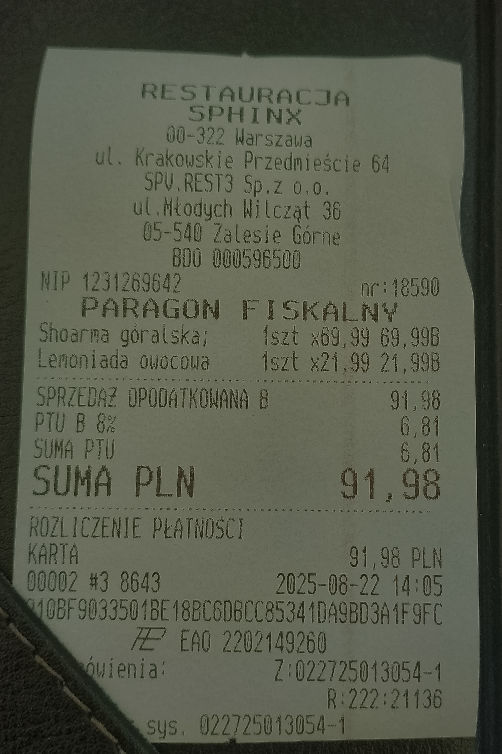 RESTAURACJA
SPHINX
00-322 Warszawa
ul. Krakowskie Przedmieście 64
SPV.REST3 Sp.z o.o.
ul.Młodych Wilcząt 36
05-540 Zalesie Górne
BDO 000596500
NIP 1231269642 nr:18590
PARAGON FISKALNY
Shoarma góralska; 1szt x69,99 69,99B
Lemoniada owocowa 1szt x21,99 21,99B
SPRZEDAŻ OPODATKOWANA B 91,98
PTU B 8% 6,81
SUMA PTU 6,81
SUMA PLN 91,98
ROZLICZENIE PŁATNOŚCI
KARTA 91,98 PLN
00002 #3 8643 2025-08-22 14:05
010BF9033501BE18BC6D6CC85341DA9BD3A1F9FC
EAO 2202149260
ówienia: Z:022725013054-1
R:222:21136
sys. 022725013054-1